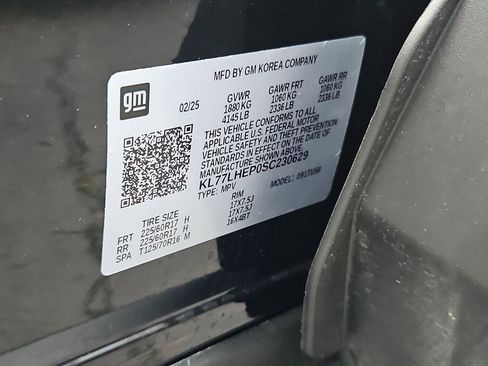 gm
MFD BY GM KOREA COMPANY
02/25 GVWR GAWR FRT GAWR RR
1880 KG 1060 KG 1060 KG
4145 LB 2336 LB 2336 LB
THIS VEHICLE CONFORMS TO ALL
APPLICABLE U.S. FEDERAL MOTOR
VEHICLE SAFETY AND THEFT PREVENTION
STANDARDS IN EFFECT ON THE DATE OF
MANUFACTURE SHOWN ABOVE.
KL77LHEP0SC230629
TYPE: MPV MODEL:
TIRE SIZE RIM
FRT 225/60R17 H 17X7.5J
RR 225/60R17 H 17X7.5J
SPA T125/70R16 M 16X4BT